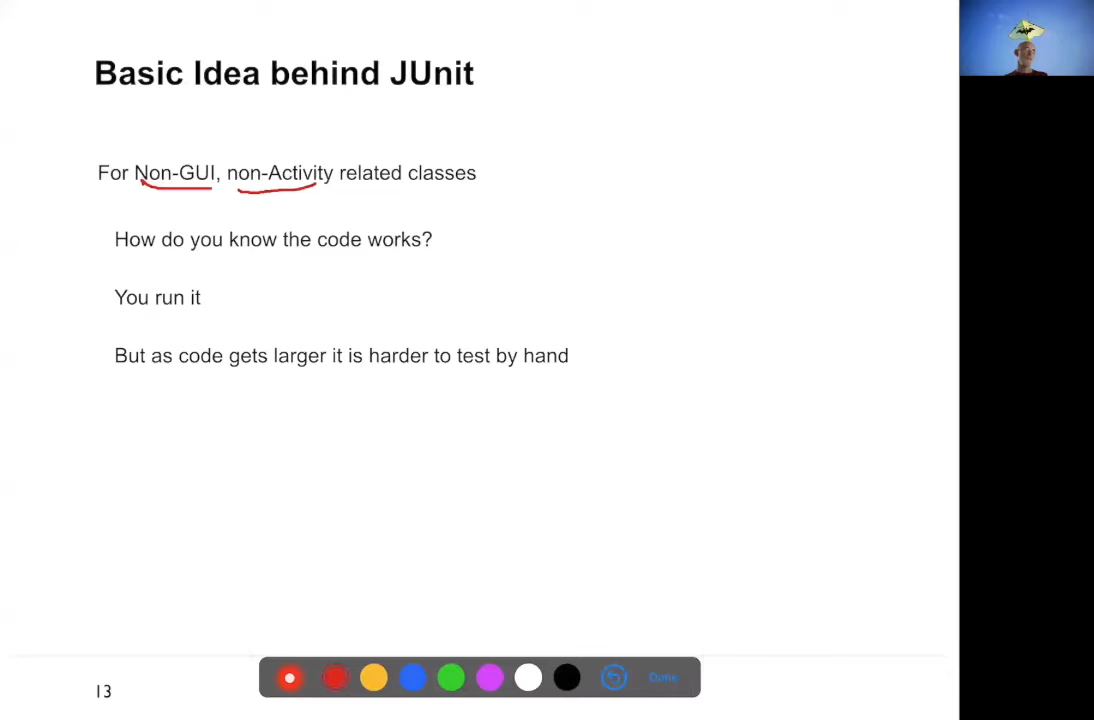 Basic Idea behind JUnit
For Non-GUI, non-Activity related classes
How do you know the code works?
You run it
But as code gets larger it is harder to test by hand
13
Done